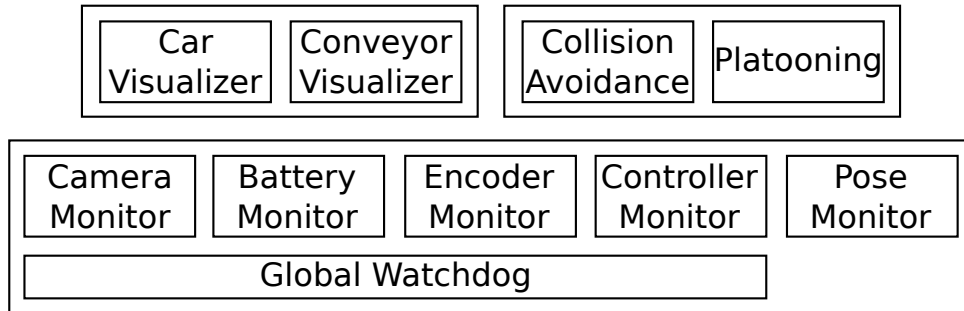 Car
Visualizer
Conveyor
Visualizer
Collision
Avoidance
Platooning
Camera
Monitor
Battery
Monitor
Encoder
Monitor
Controller
Monitor
Pose
Monitor
Global Watchdog